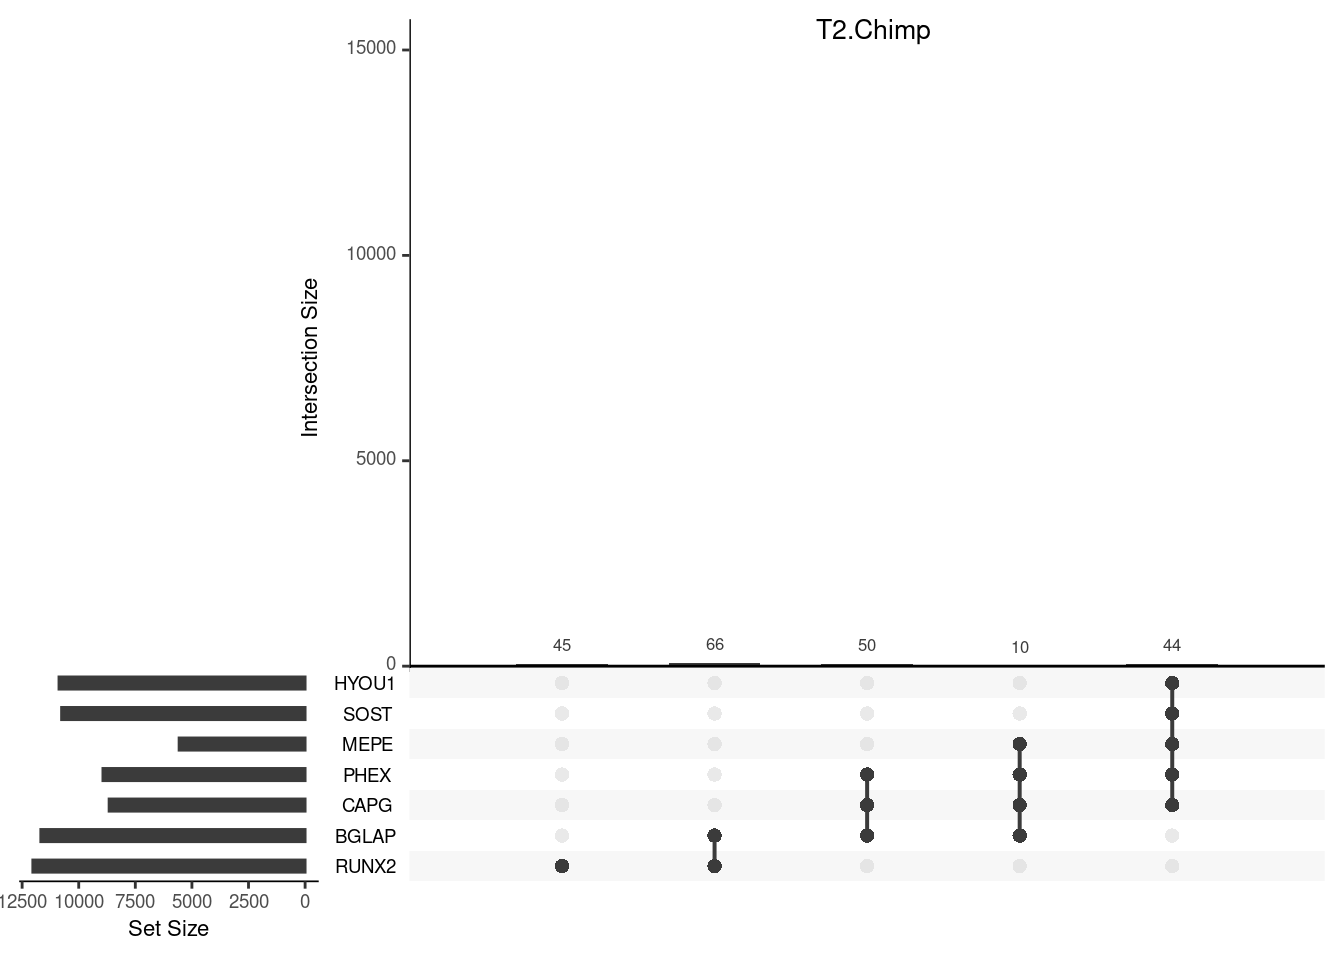 T2.Chimp
15000
10000
5000
0
Intersection Size
45 66 50 10 44
HYOU1
SOST
MEPE
PHEX
CAPG
BGLAP
RUNX2
12500 10000 7500 5000 2500 0
Set Size